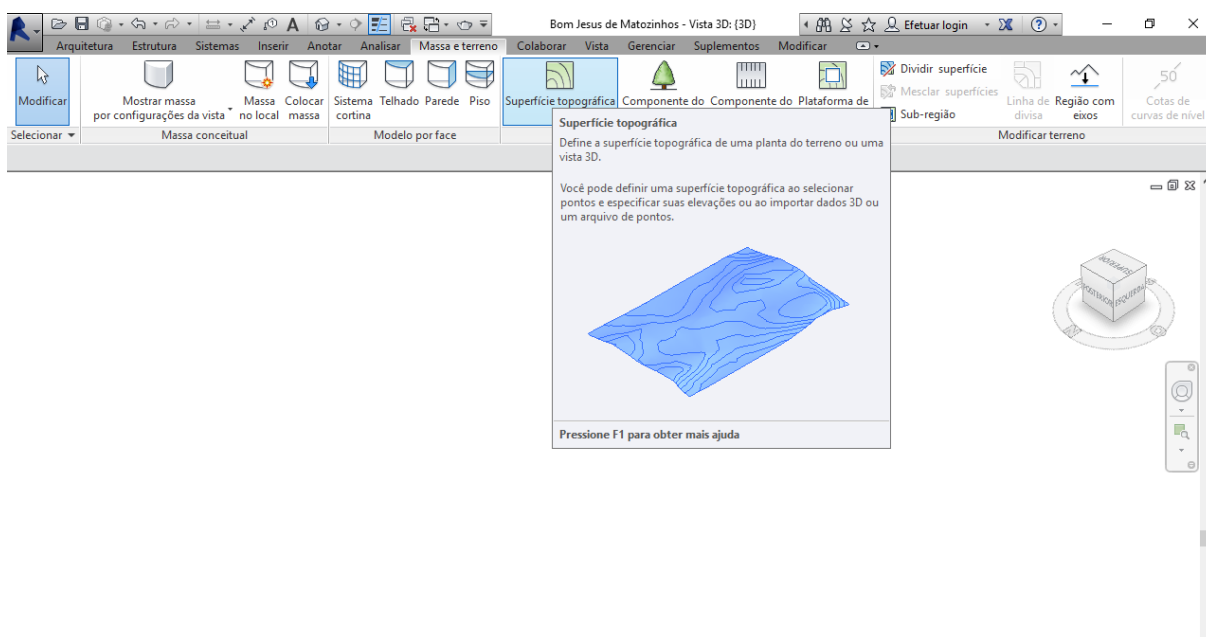 Bom Jesus de Matozinhos - Vista 3D: {3D}
Efetuar login
Arquitetura Estrutura Sistemas Inserir Anotar Analisar Massa e terreno Colaborar Vista Gerenciar Suplementos Modificar
Modificar
Mostrar massa
por configurações da vista
Massa
no local
Colocar
massa
Sistema
cortina
Telhado
Parede
Piso
Superfície topográfica
Componente do
Componente do
Plataforma de
Dividir superfície
Mesclar superfícies
Sub-região
Linha de
divisa
Região com
eixos
50
Cotas de
curvas de nível
Selecionar
Massa conceitual
Modelo por face
Modificar terreno
Superfície topográfica
Define a superfície topográfica de uma planta do terreno ou uma
vista 3D.
Você pode definir uma superfície topográfica ao selecionar
pontos e especificar suas elevações ou ao importar dados 3D ou
um arquivo de pontos.
Pressione F1 para obter mais ajuda
SUPERIOR
ESQUERDA